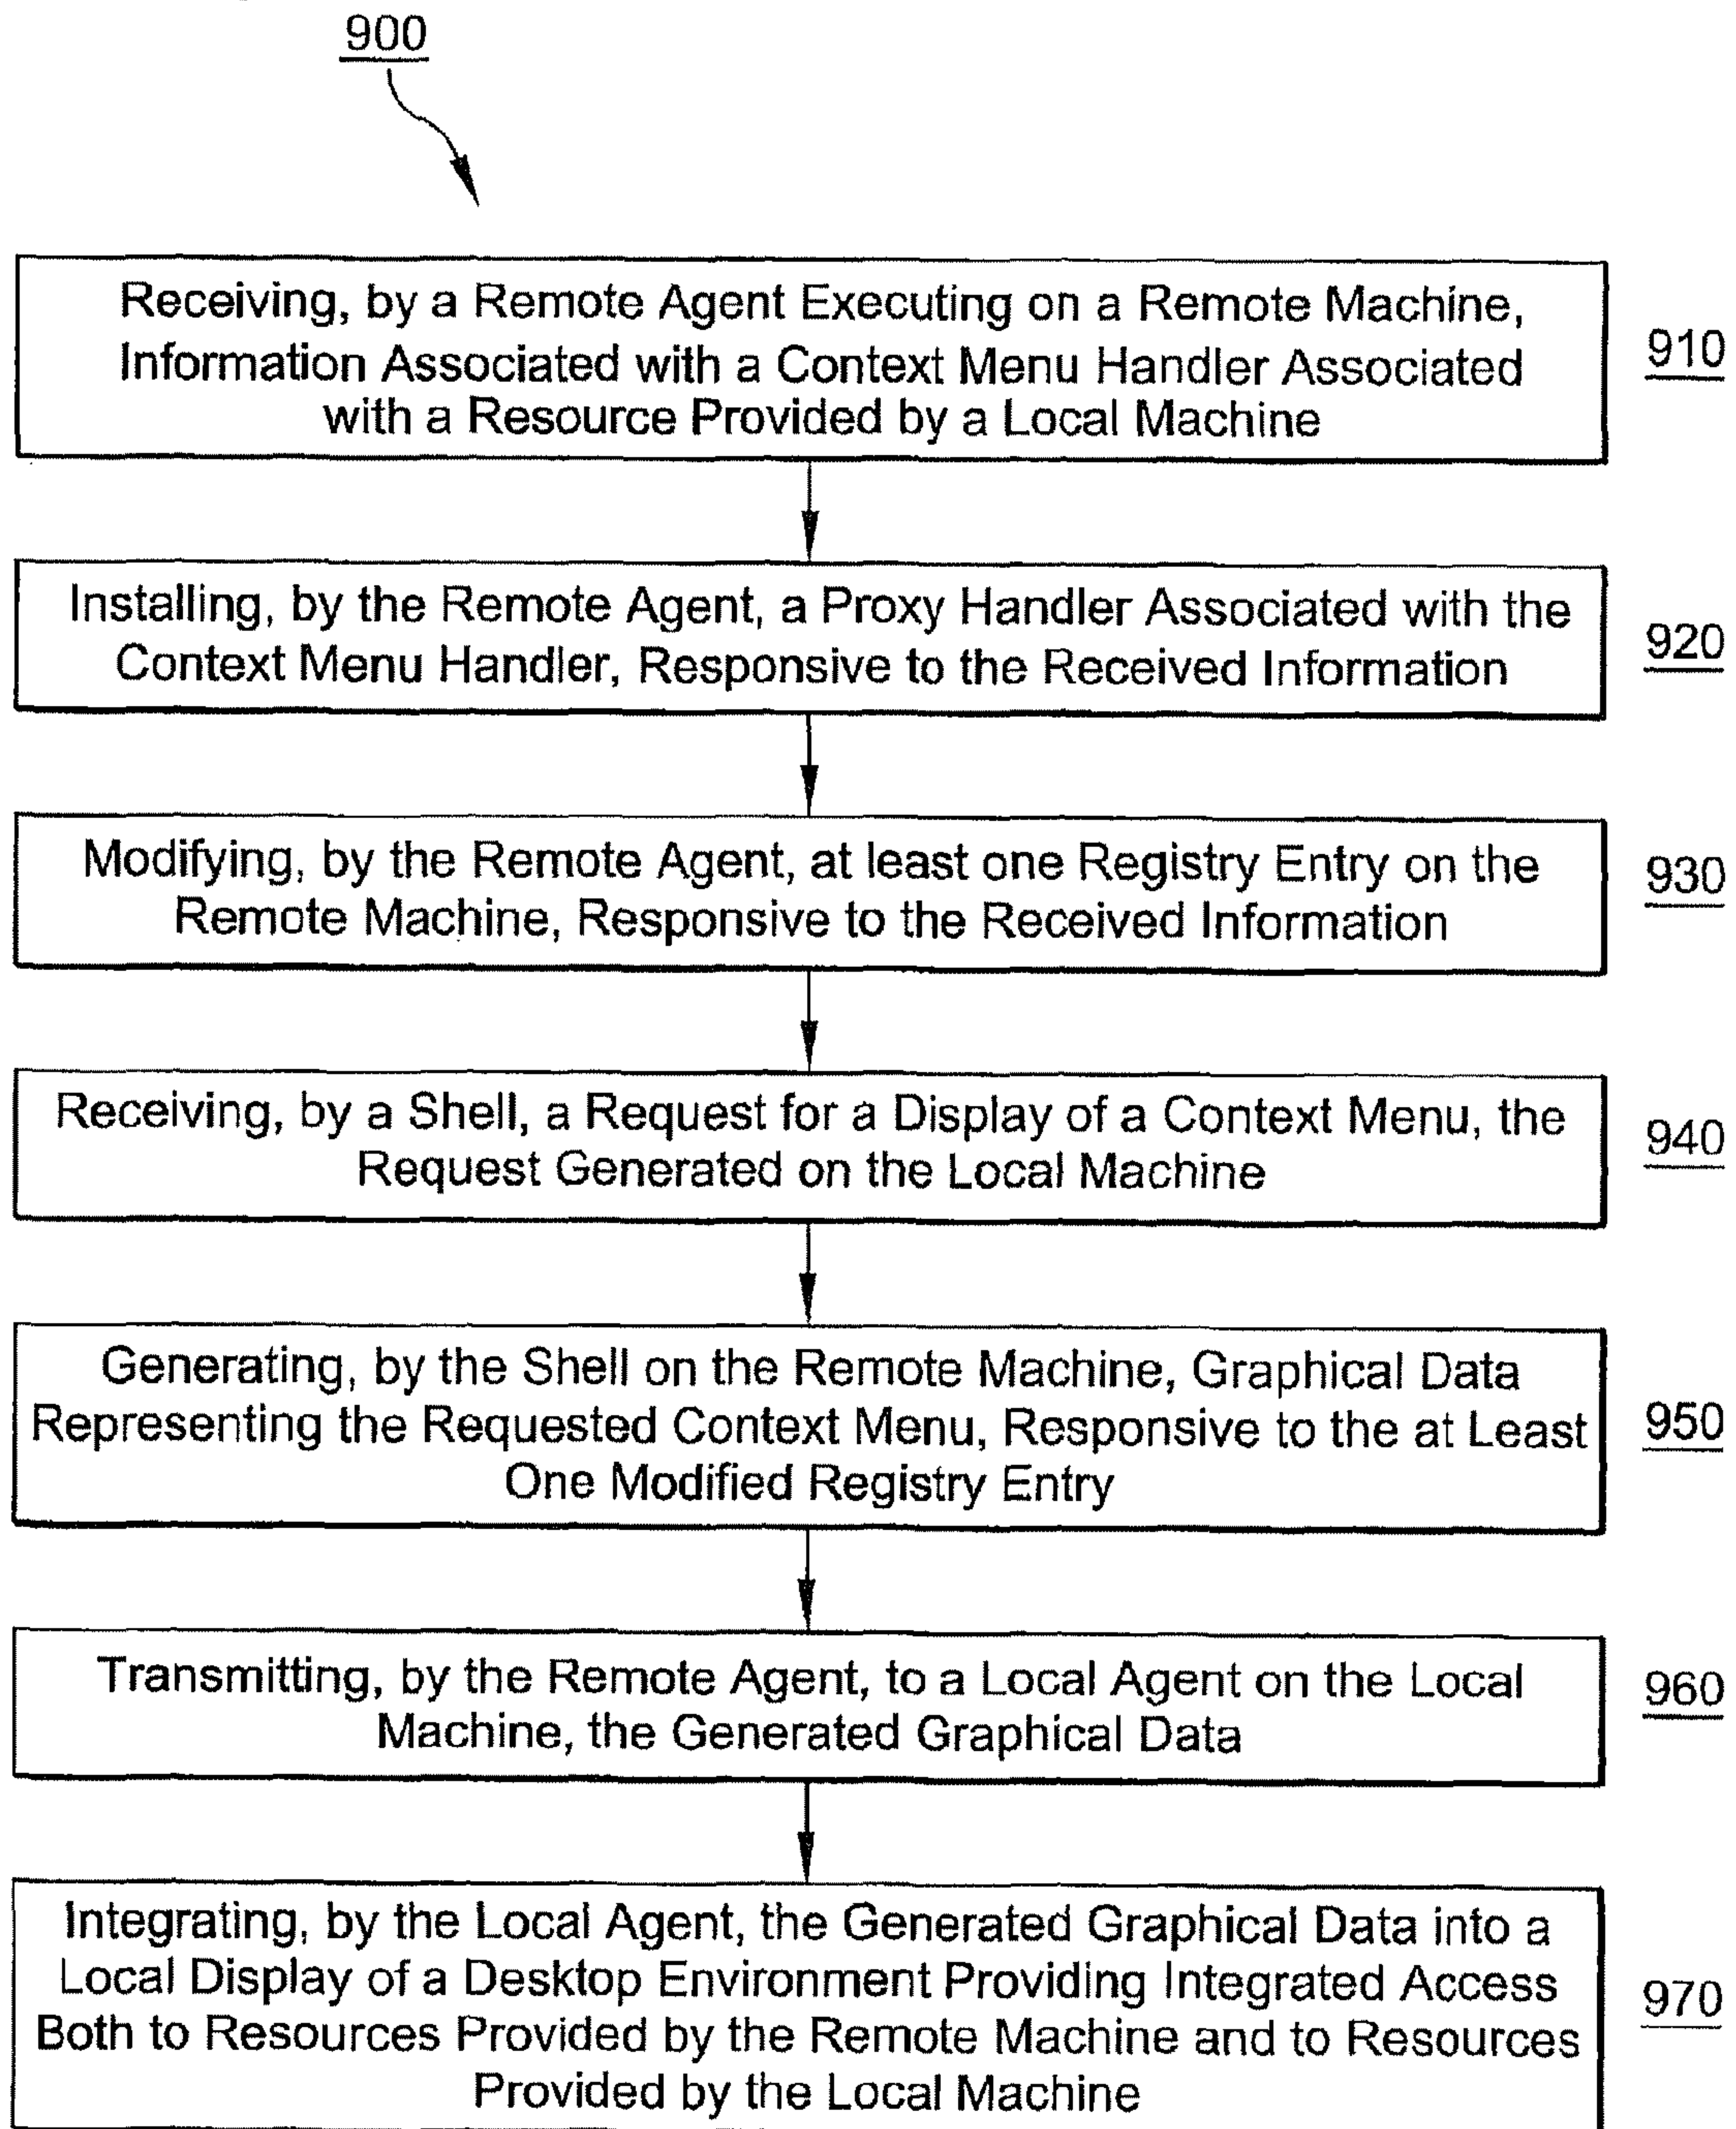 900
Receiving, by a Remote Agent Executing on a Remote Machine,
Information Associated with a Context Menu Handler Associated
with a Resource Provided by a Local Machine
910
Installing, by the Remote Agent, a Proxy Handler Associated with the
Context Menu Handler, Responsive to the Received Information
920
Modifying, by the Remote Agent, at least one Registry Entry on the
Remote Machine, Responsive to the Received Information
930
Receiving, by a Shell, a Request for a Display of a Context Menu, the
Request Generated on the Local Machine
940
Generating, by the Shell on the Remote Machine, Graphical Data
Representing the Requested Context Menu, Responsive to the at Least
One Modified Registry Entry
950
Transmitting, by the Remote Agent, to a Local Agent on the Local
Machine, the Generated Graphical Data
960
Integrating, by the Local Agent, the Generated Graphical Data into a
Local Display of a Desktop Environment Providing Integrated Access
Both to Resources Provided by the Remote Machine and to Resources
Provided by the Local Machine
970